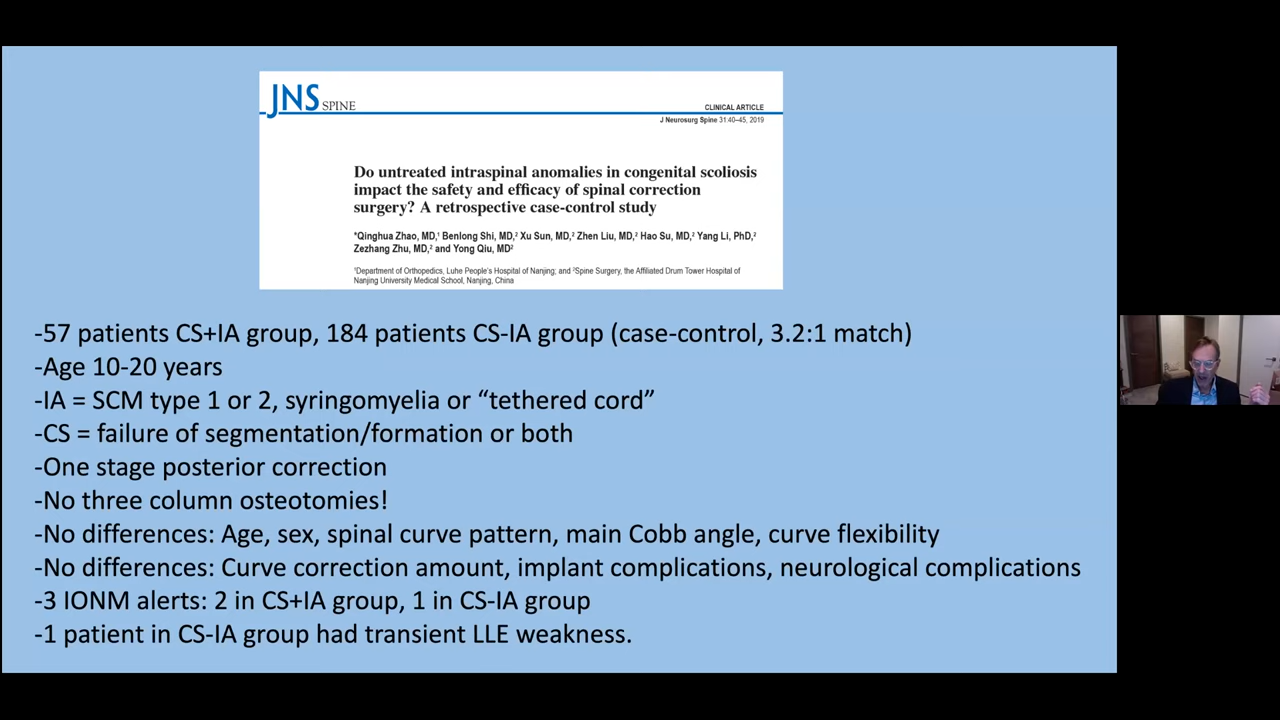 JNS SPINE
CLINICAL ARTICLE
J Neurosurg Spine 31:40–45, 2019
Do untreated intraspinal anomalies in congenital scoliosis
impact the safety and efficacy of spinal correction
surgery? A retrospective case-control study
*Qinghua Zhao, MD,¹ Benlong Shi, MD,² Xu Sun, MD,² Zhen Liu, MD,² Hao Su, MD,² Yang Li, PhD,²
Zezhang Zhu, MD,² and Yong Qiu, MD²
¹Department of Orthopedics, Luhe People's Hospital of Nanjing; and ²Spine Surgery, the Affiliated Drum Tower Hospital of
Nanjing University Medical School, Nanjing, China
-57 patients CS+IA group, 184 patients CS-IA group (case-control, 3.2:1 match)
-Age 10-20 years
-IA = SCM type 1 or 2, syringomyelia or “tethered cord”
-CS = failure of segmentation/formation or both
-One stage posterior correction
-No three column osteotomies!
-No differences: Age, sex, spinal curve pattern, main Cobb angle, curve flexibility
-No differences: Curve correction amount, implant complications, neurological complications
-3 IONM alerts: 2 in CS+IA group, 1 in CS-IA group
-1 patient in CS-IA group had transient LLE weakness.